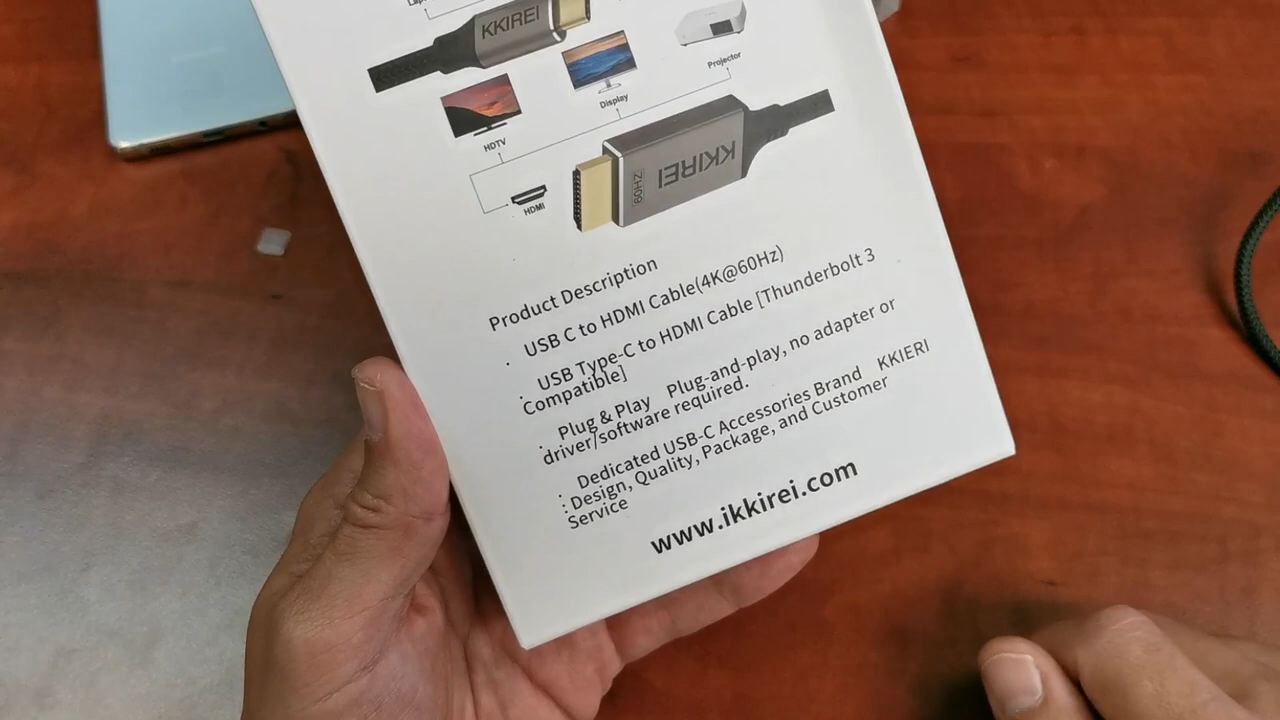 KKIREI
Projector
Display
HDTV
KKIREI
60HZ
HDMI
Product Description
· USB C to HDMI Cable(4K@60Hz)
· USB Type-C to HDMI Cable [Thunderbolt 3
Compatible]
· Plug & Play Plug-and-play, no adapter or
driver/software required.
· Dedicated USB-C Accessories Brand KKIERI
: Design, Quality, Package, and Customer
Service
www.ikkirei.com